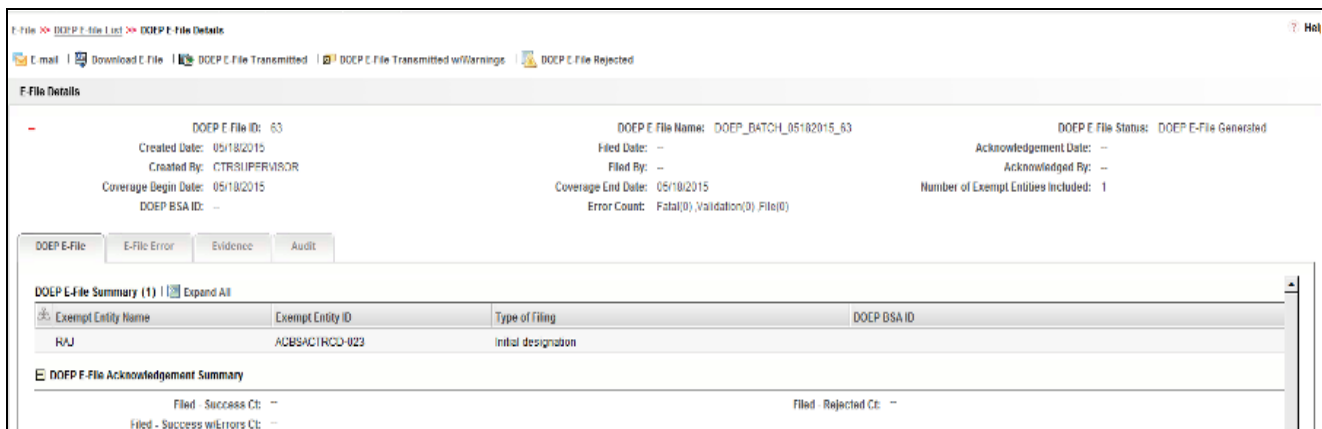 E-File >> DOEP E-file List >> DOEP E-File Details
? Hel
E-mail | Download E-File | DOEP E-File Transmitted | DOEP E-File Transmitted w/Warnings | DOEP E-File Rejected
E-File Details
DOEP E-File ID: 63 DOEP E-File Name: DOEP_BATCH_05182015_63 DOEP E-File Status: DOEP E-File Generated
Created Date: 05/18/2015 Filed Date: -- Acknowledgement Date: --
Created By: CTRSUPERVISOR Filed By: -- Acknowledged By: --
Coverage Begin Date: 05/18/2015 Coverage End Date: 05/18/2015 Number of Exempt Entities Included: 1
DOEP BSA ID: -- Error Count: Fatal(0) ,Validation(0) ,File(0)
DOEP E-File E-File Error Evidence Audit
DOEP E-File Summary (1) | Expand All
Exempt Entity Name Exempt Entity ID Type of Filing DOEP BSA ID
RAJ ACBSACTRCD-023 Initial designation
DOEP E-File Acknowledgement Summary
Filed - Success Ct: -- Filed - Rejected Ct: --
Filed - Success w/Errors Ct: --